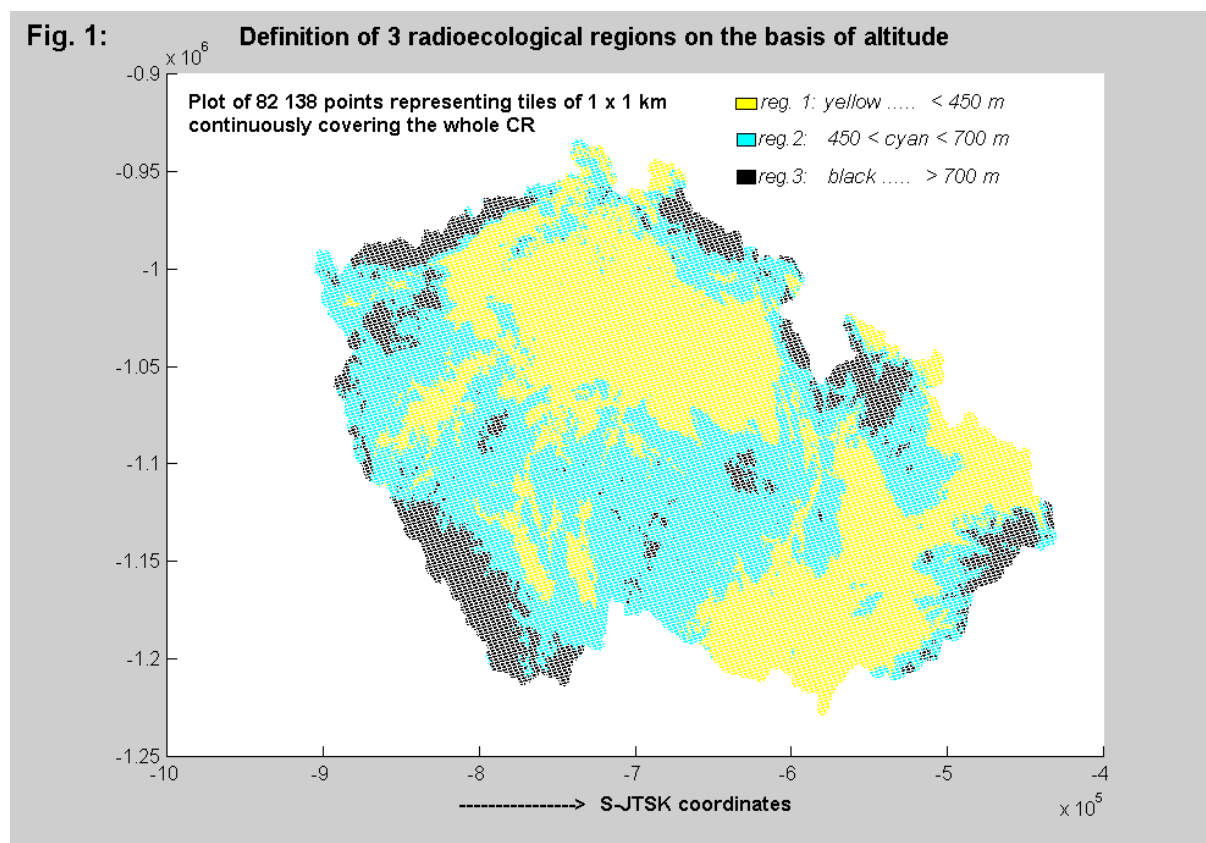 Fig. 1: Definition of 3 radioecological regions on the basis of altitude
x 10^6
-0.9
Plot of 82 138 points representing tiles of 1 x 1 km
continuously covering the whole CR
reg. 1: yellow ..... < 450 m
reg.2: 450 < cyan < 700 m
reg.3: black ..... > 700 m
-0.95
-1
-1.05
-1.1
-1.15
-1.2
-1.25
-10 -9 -8 -7 -6 -5 -4
----------------> S-JTSK coordinates
x 10^5